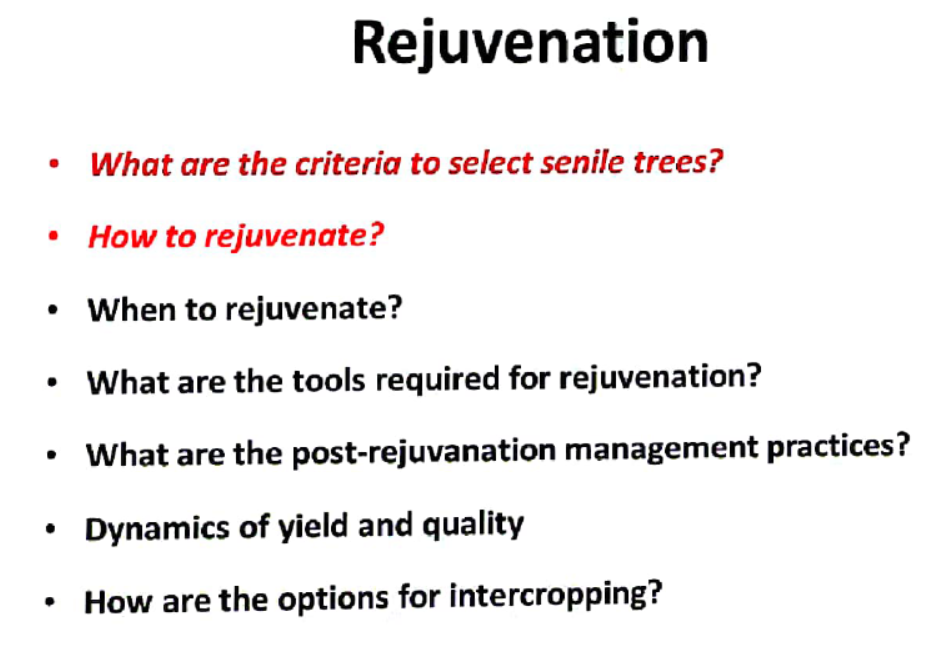 Rejuvenation
• What are the criteria to select senile trees?
• How to rejuvenate?
• When to rejuvenate?
• What are the tools required for rejuvenation?
• What are the post-rejuvanation management practices?
• Dynamics of yield and quality
• How are the options for intercropping?